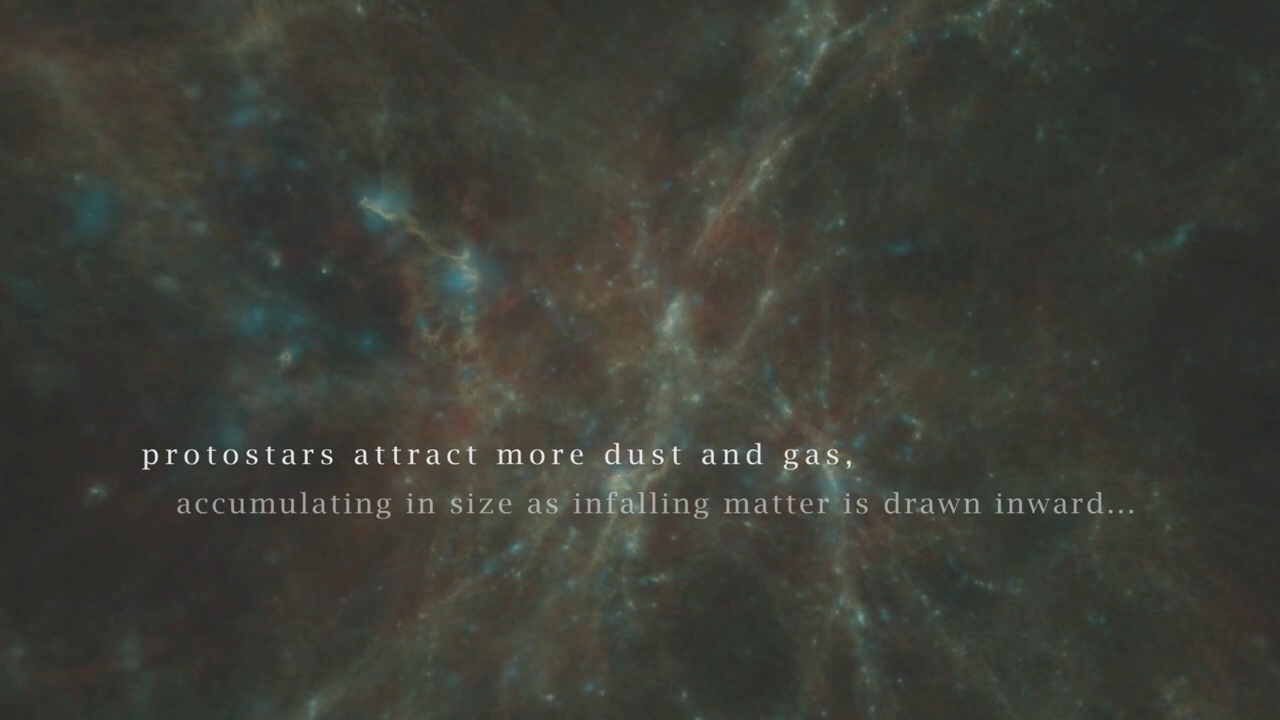 protostars attract more dust and gas,
accumulating in size as infalling matter is drawn inward...